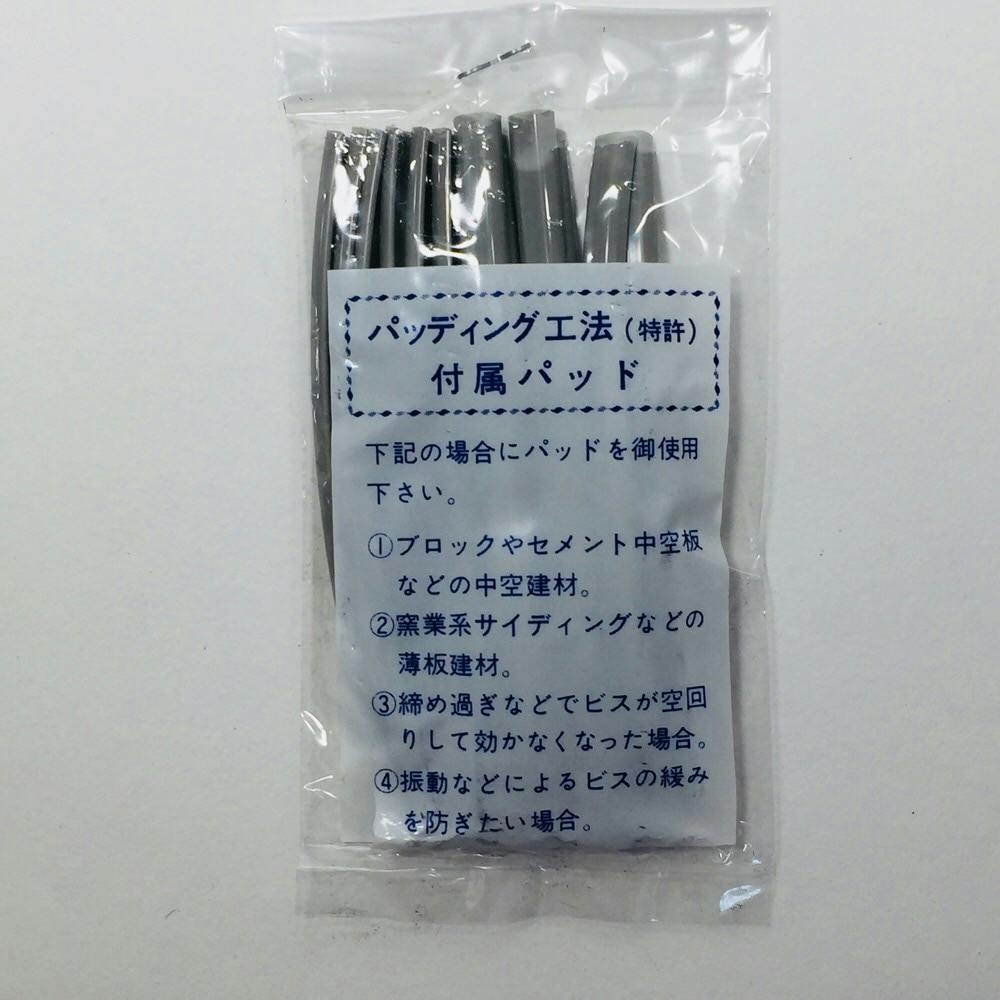 パッディング工法(特許)
付属パッド
下記の場合にパッドを御使用
下さい。
①ブロックやセメント中空板
などの中空建材。
②窯業系サイディングなどの
薄板建材。
③締め過ぎなどでビスが空回
りして効かなくなった場合。
④振動などによるビスの緩み
を防ぎたい場合。